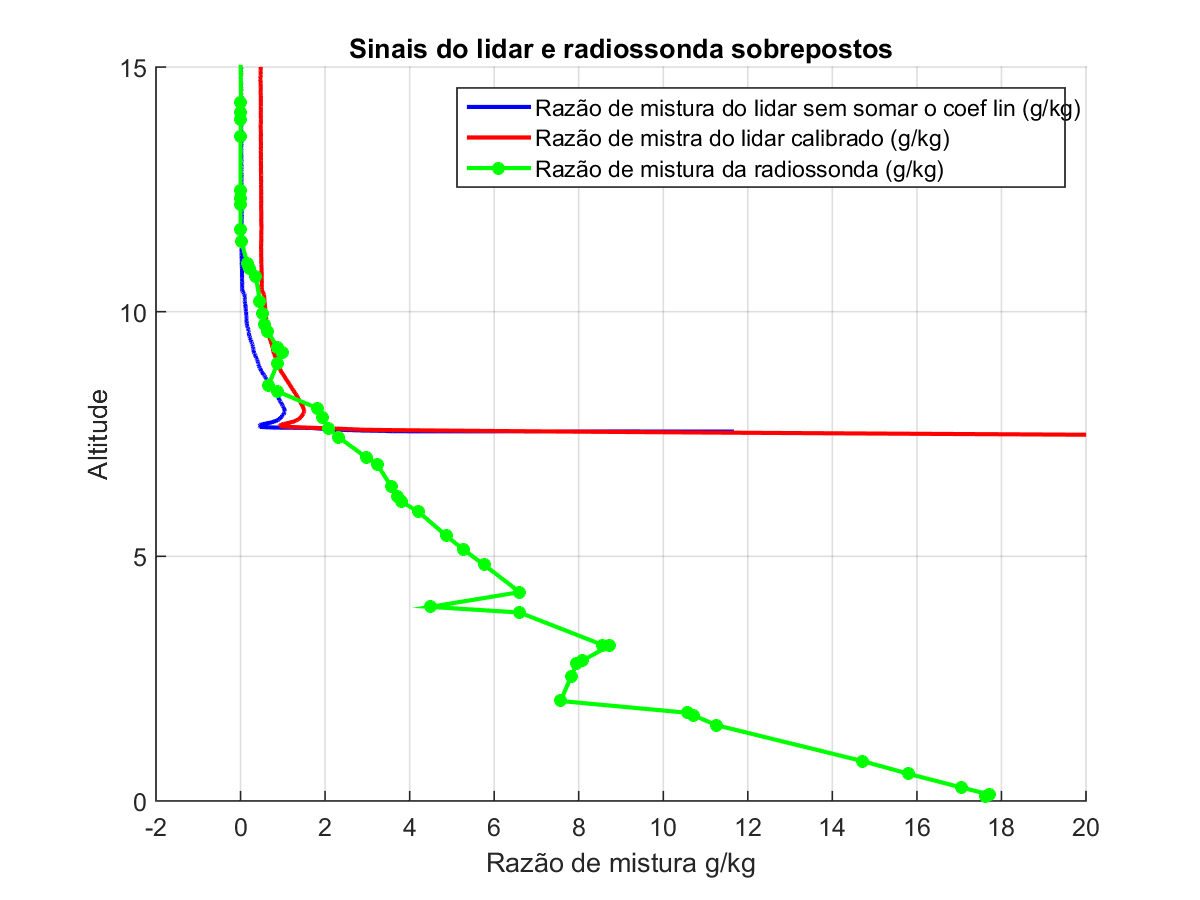 Sinais do lidar e radiossonda sobrepostos
15
10
5
0
Altitude
Razão de mistura do lidar sem somar o coef lin (g/kg)
Razão de mistra do lidar calibrado (g/kg)
Razão de mistura da radiossonda (g/kg)
-2 0 2 4 6 8 10 12 14 16 18 20
Razão de mistura g/kg